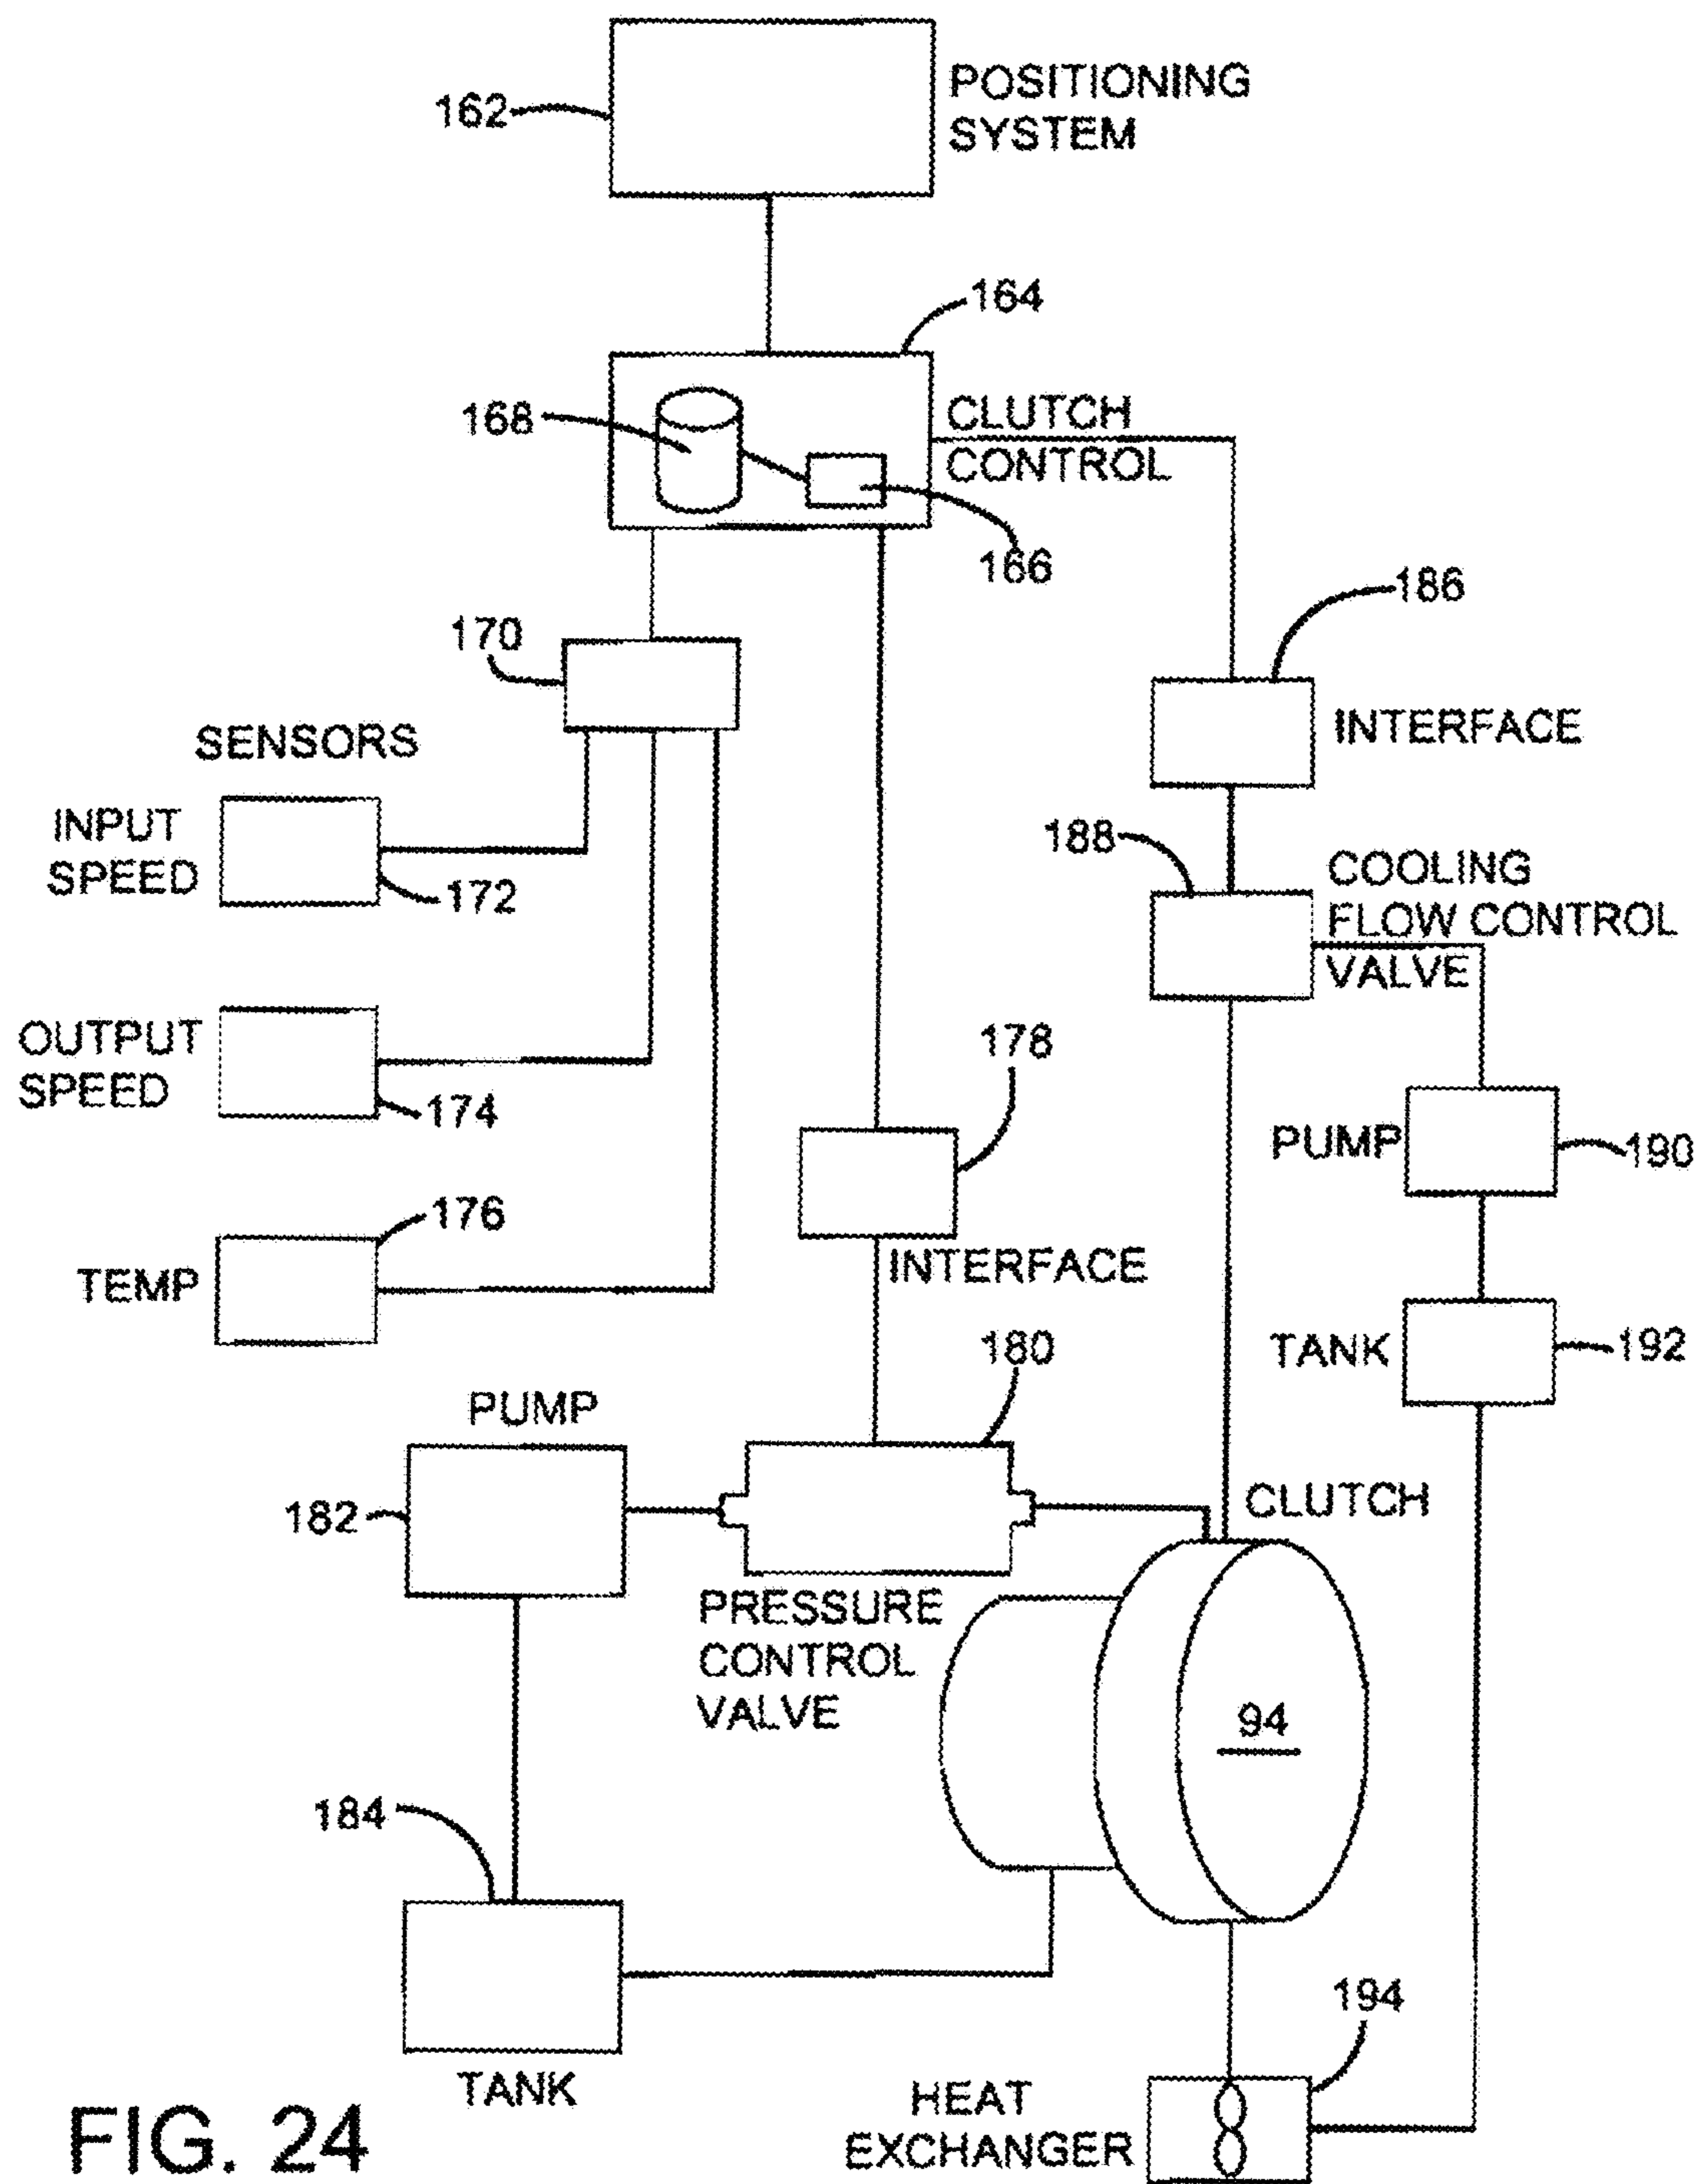 162
POSITIONING
SYSTEM
164
168
CLUTCH
CONTROL
166
186
170
INTERFACE
SENSORS
INPUT
SPEED
172
188
COOLING
FLOW CONTROL
VALVE
178
OUTPUT
SPEED
174
PUMP
190
176
TEMP
INTERFACE
180
TANK
192
PUMP
182
CLUTCH
PRESSURE
CONTROL
VALVE
94
184
194
TANK
HEAT
EXCHANGER
FIG. 24